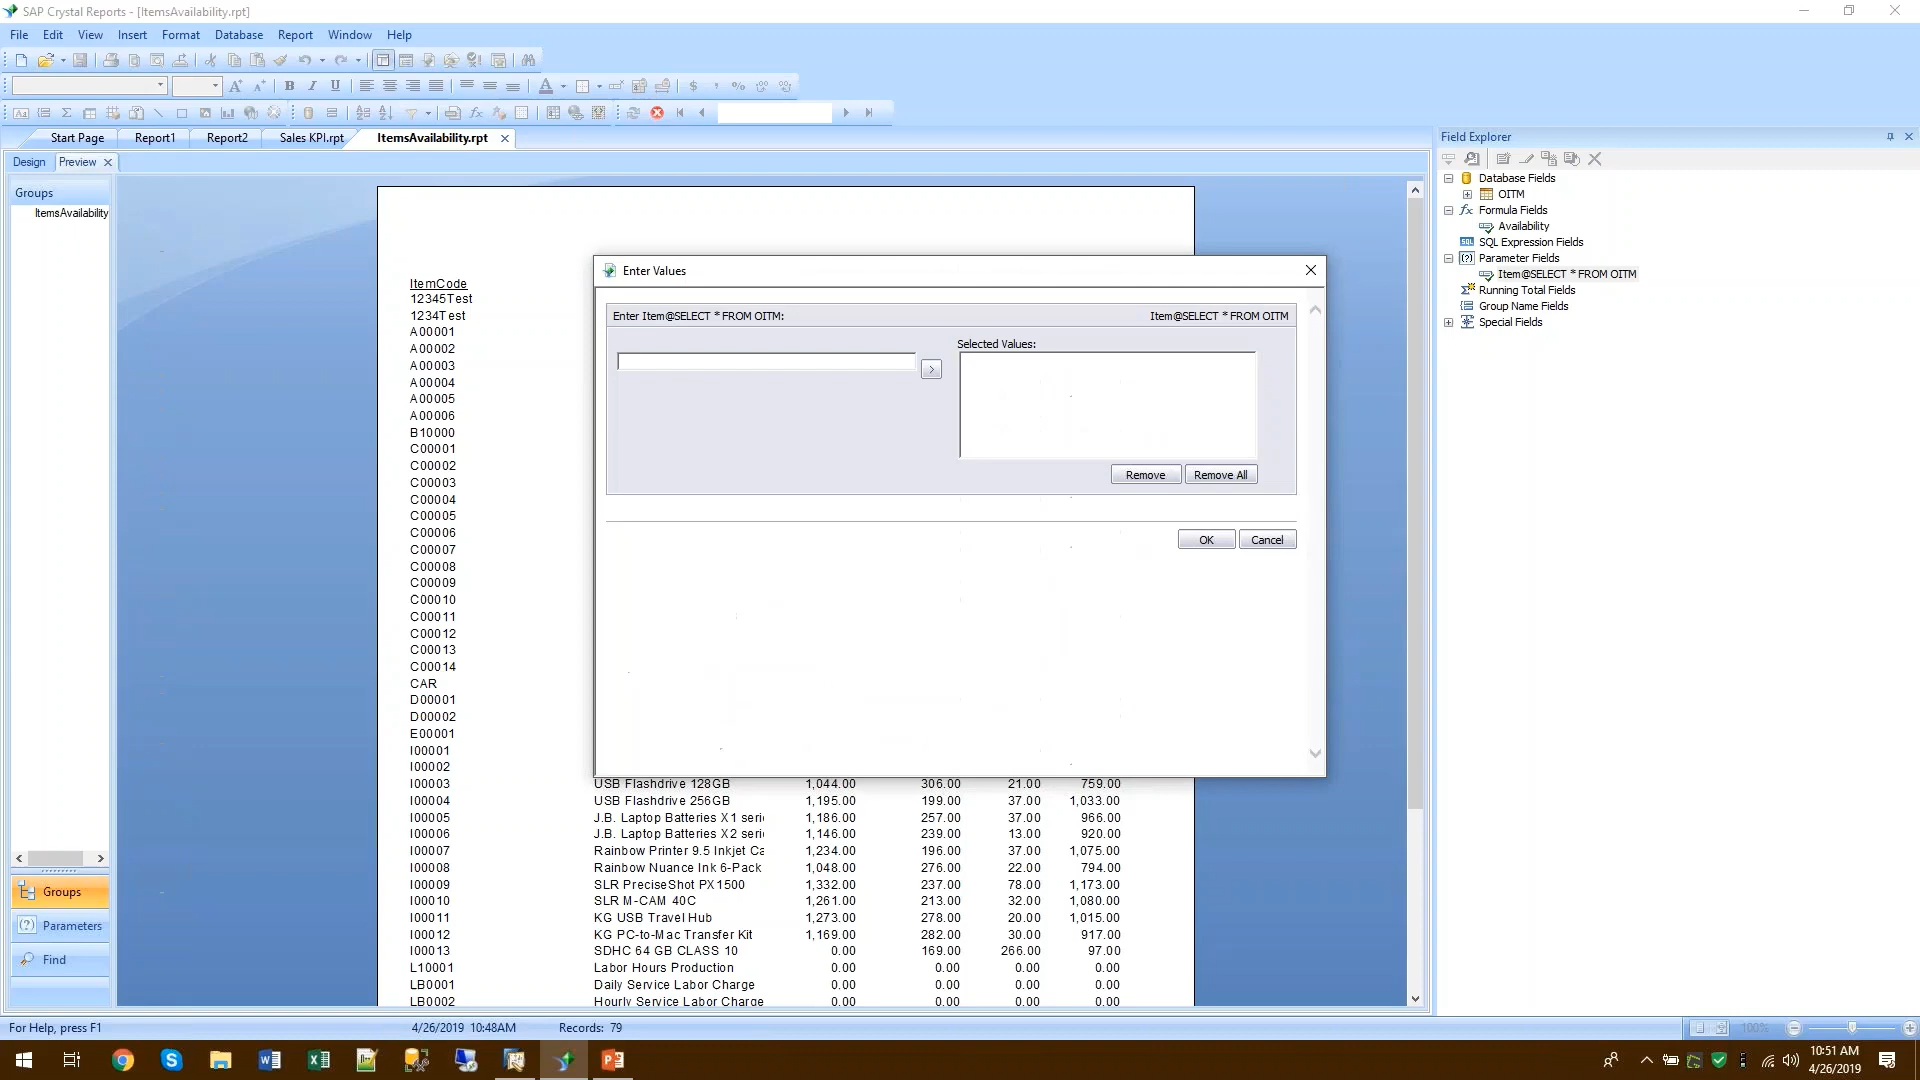 SAP Crystal Reports - [ItemsAvailability.rpt]
File Edit View Insert Format Database Report Window Help
Start Page Report1 Report2 Sales KPI.rpt ItemsAvailability.rpt
Design Preview
Groups
ItemsAvailability
Groups
Parameters
Find
ItemCode
12345Test
1234Test
A00001
A00002
A00003
A00004
A00005
A00006
B10000
C00001
C00002
C00003
C00004
C00005
C00006
C00007
C00008
C00009
C00010
C00011
C00012
C00013
C00014
CAR
D00001
D00002
E00001
I00001
I00002
I00003 USB Flashdrive 128GB 1,044.00 306.00 21.00 759.00
I00004 USB Flashdrive 256GB 1,195.00 199.00 37.00 1,033.00
I00005 J.B. Laptop Batteries X1 seri 1,186.00 257.00 37.00 966.00
I00006 J.B. Laptop Batteries X2 seri 1,146.00 239.00 13.00 920.00
I00007 Rainbow Printer 9.5 Inkjet Ca 1,234.00 196.00 37.00 1,075.00
I00008 Rainbow Nuance Ink 6-Pack 1,048.00 276.00 22.00 794.00
I00009 SLR PreciseShot PX1500 1,332.00 237.00 78.00 1,173.00
I00010 SLR M-CAM 40C 1,261.00 213.00 32.00 1,080.00
I00011 KG USB Travel Hub 1,273.00 278.00 20.00 1,015.00
I00012 KG PC-to-Mac Transfer Kit 1,169.00 282.00 30.00 917.00
I00013 SDHC 64 GB CLASS 10 0.00 169.00 266.00 97.00
L10001 Labor Hours Production 0.00 0.00 0.00 0.00
LB0001 Daily Service Labor Charge 0.00 0.00 0.00 0.00
LB0002 Hourly Service Labor Charge 0.00 0.00 0.00 0.00
Enter Values
Enter Item@SELECT * FROM OITM: Item@SELECT * FROM OITM
Selected Values:
>
Remove Remove All
OK Cancel
Field Explorer
Database Fields
OITM
Formula Fields
Availability
SQL Expression Fields
Parameter Fields
Item@SELECT * FROM OITM
Running Total Fields
Group Name Fields
Special Fields
For Help, press F1 4/26/2019 10:48AM Records: 79 100%
10:51 AM
4/26/2019